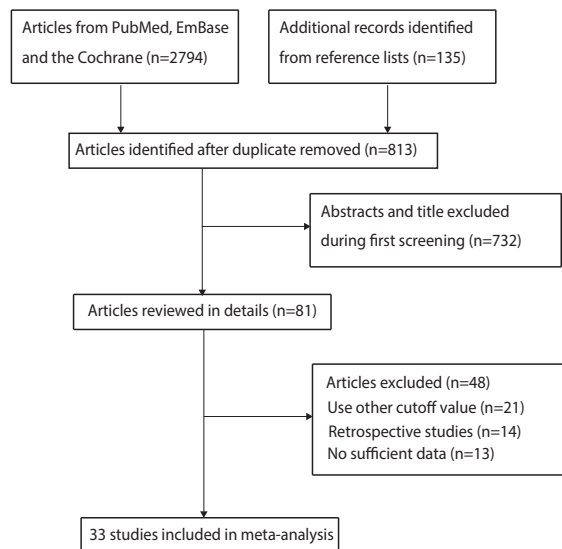 Articles from PubMed, EmBase
and the Cochrane (n=2794)
Additional records identified
from reference lists (n=135)
Articles identified after duplicate removed (n=813)
Abstracts and title excluded
during first screening (n=732)
Articles reviewed in details (n=81)
Articles excluded (n=48)
Use other cutoff value (n=21)
Retrospective studies (n=14)
No sufficient data (n=13)
33 studies included in meta-analysis